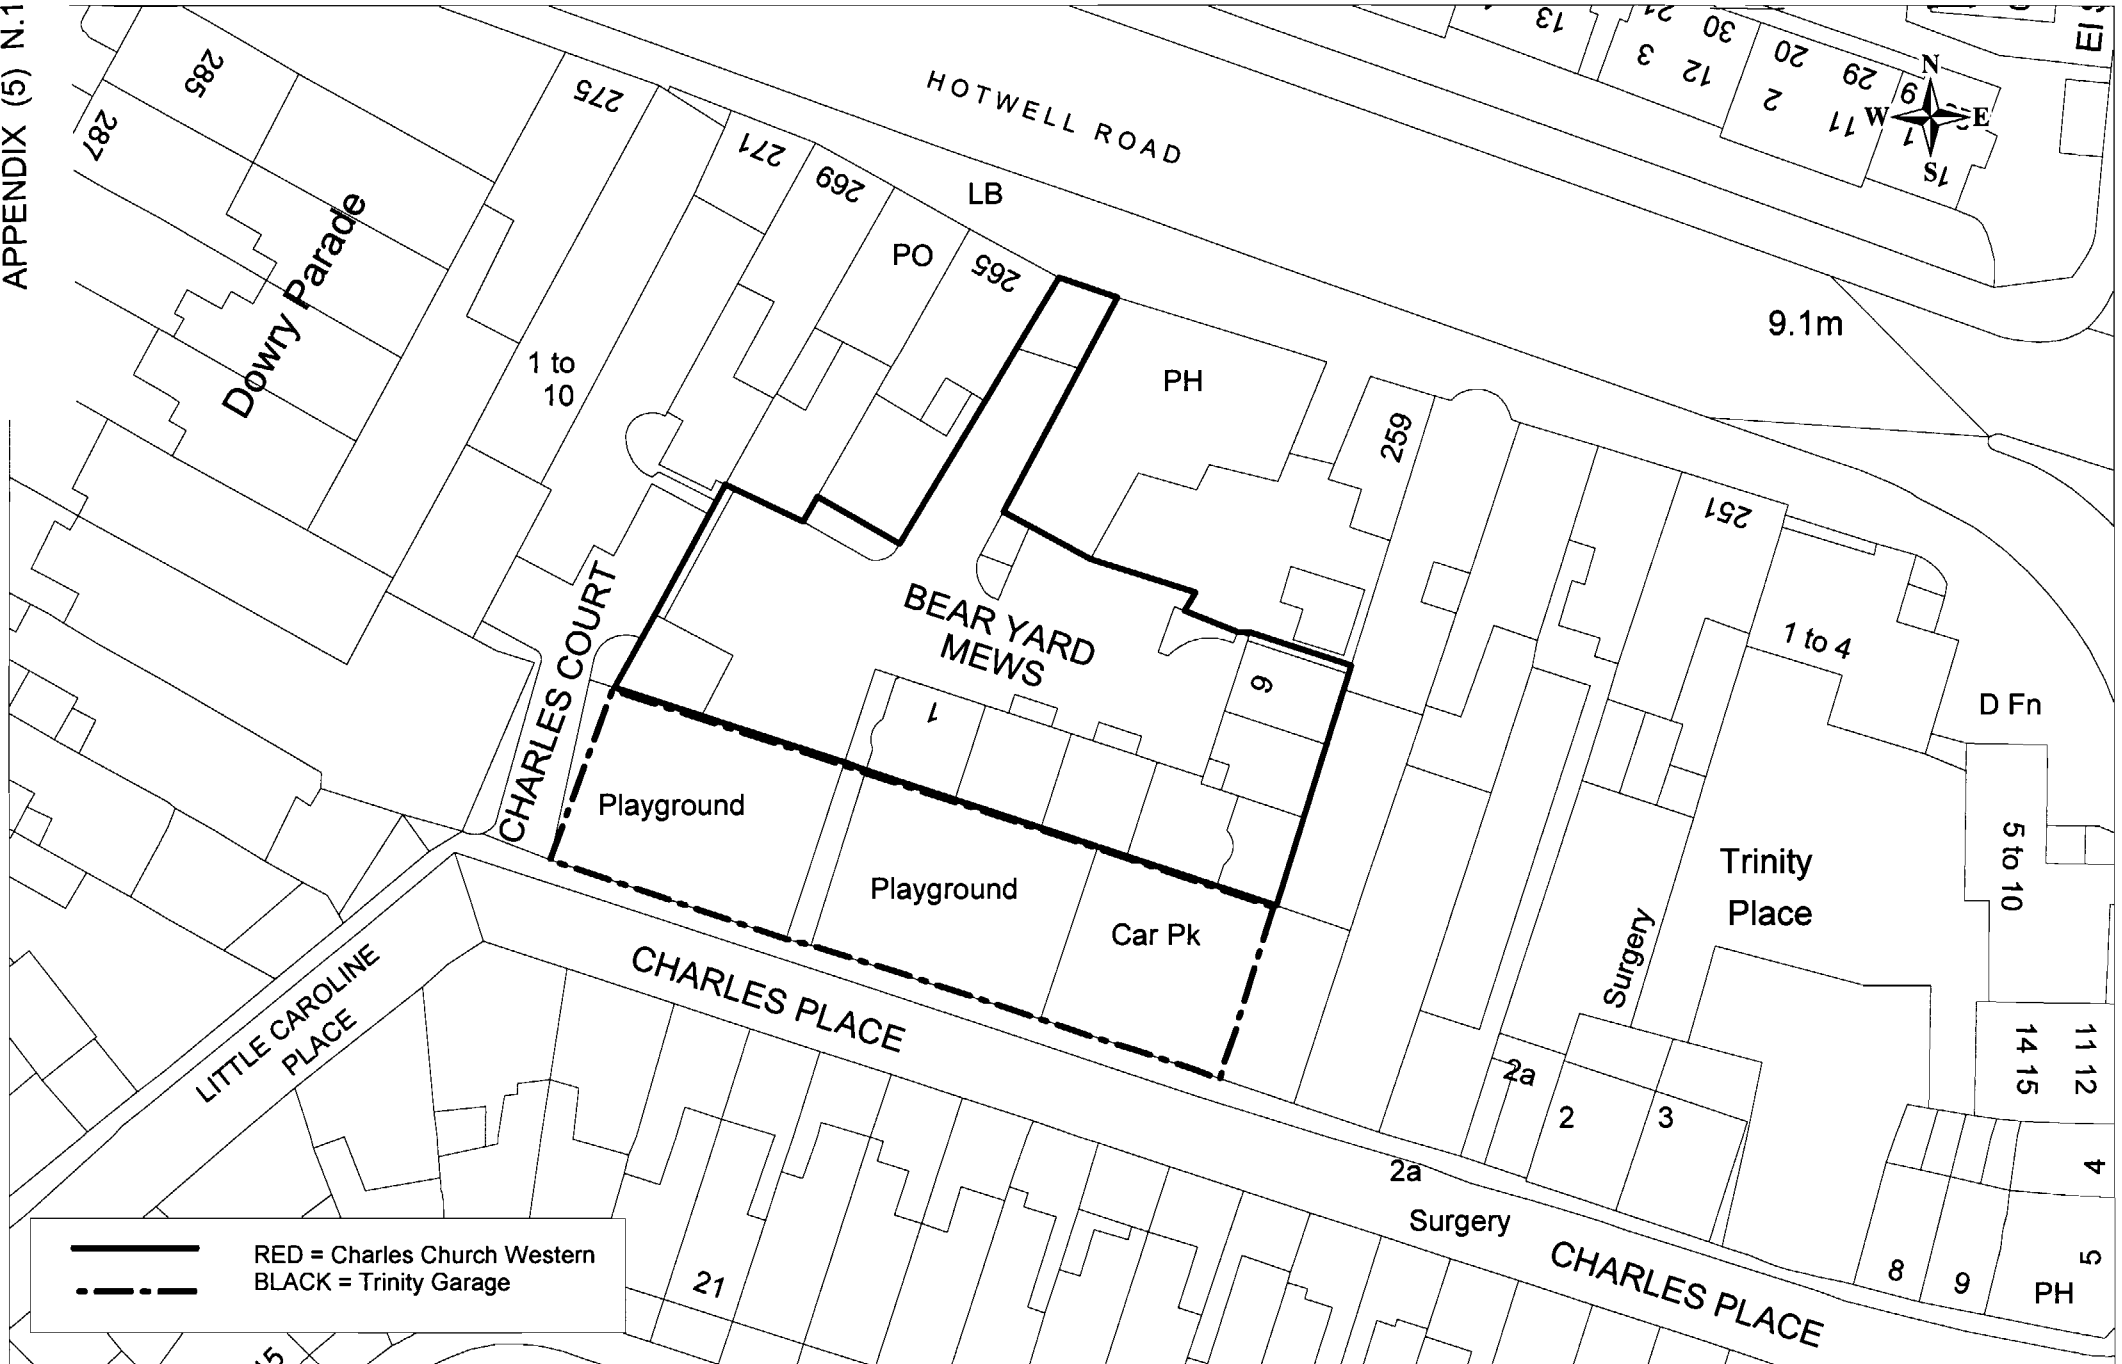 APPENDIX (5) N.1
285
287
275
271
269
265
PO
LB
HOTWELL ROAD
13
21
30
3
12
20
29
2
11
9
1
N
W
E
S
9.1m
Dowry Parade
1 to
10
PH
259
251
1 to 4
D Fn
BEAR YARD
MEWS
1
6
CHARLES COURT
Playground
Playground
Car Pk
Trinity
Place
Surgery
5 to 10
14 15
11 12
LITTLE CAROLINE
PLACE
CHARLES PLACE
2a
2
3
2a
Surgery
CHARLES PLACE
4
5
8
9
PH
21
RED = Charles Church Western
BLACK = Trinity Garage